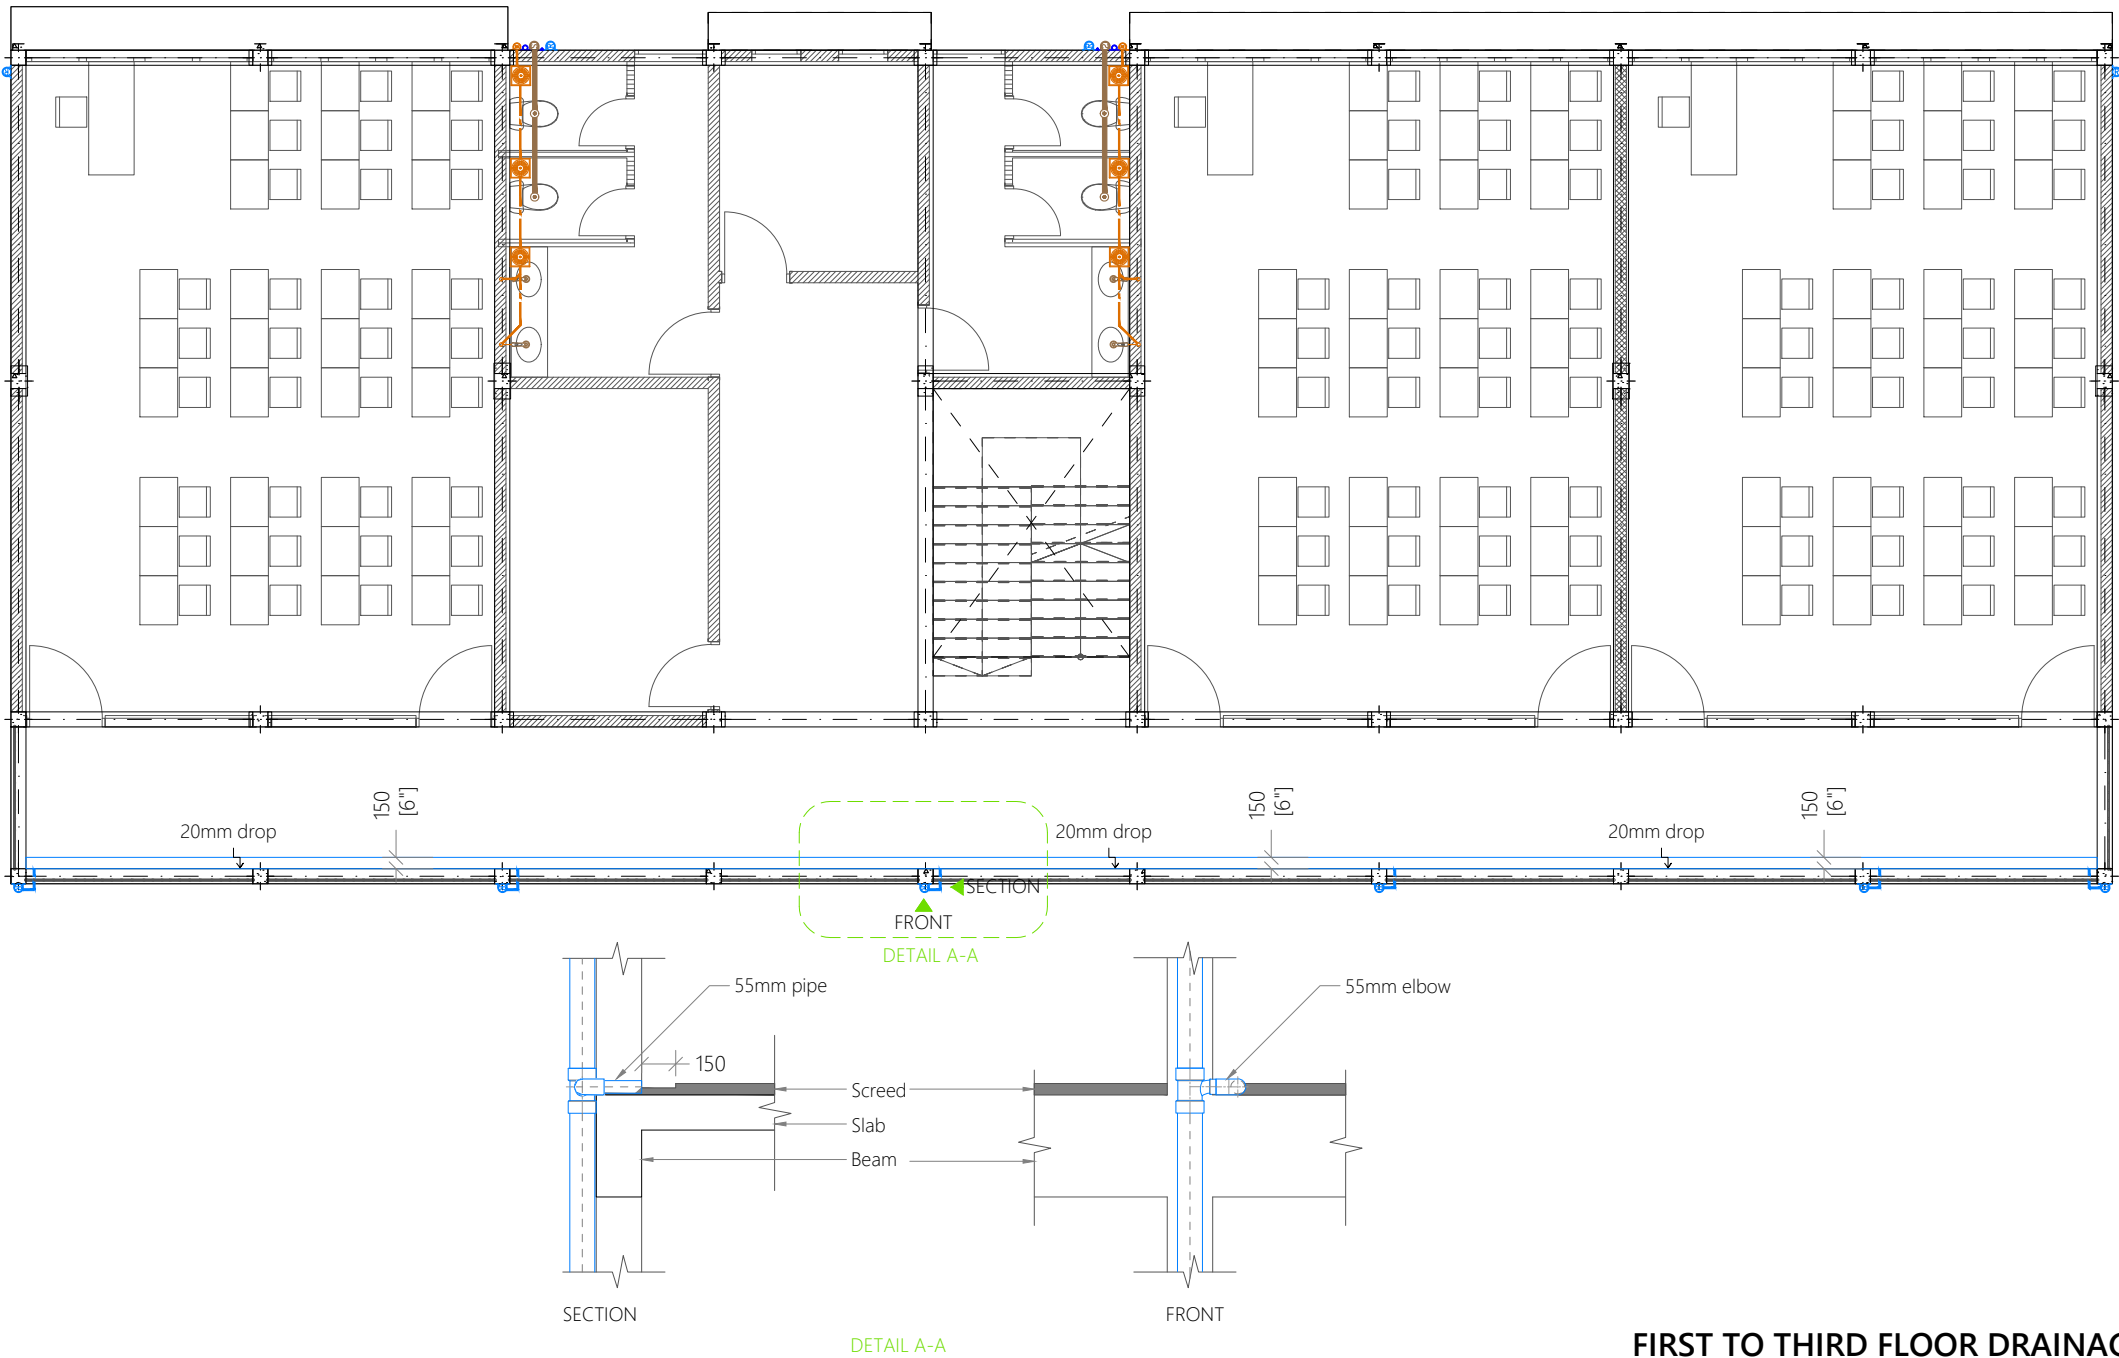 150
[6"]
150
[6"]
150
[6"]
20mm drop
20mm drop
20mm drop
SECTION
FRONT
DETAIL A-A
55mm pipe
55mm elbow
150
Screed
Slab
Beam
SECTION
FRONT
DETAIL A-A
FIRST TO THIRD FLOOR DRAINAG